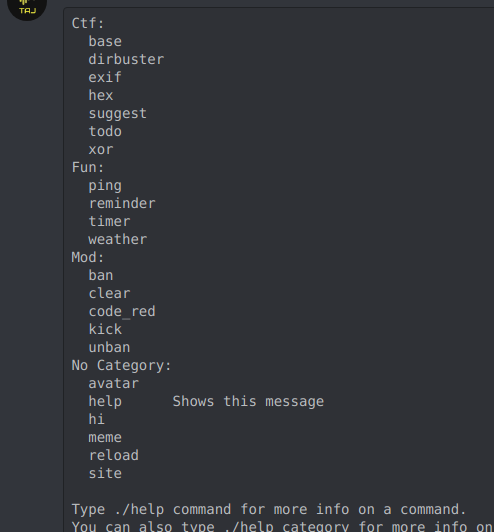 TAJ
Ctf:
  base
  dirbuster
  exif
  hex
  suggest
  todo
  xor
Fun:
  ping
  reminder
  timer
  weather
Mod:
  ban
  clear
  code_red
  kick
  unban
No Category:
  avatar
  help      Shows this message
  hi
  meme
  reload
  site

Type ./help command for more info on a command.
You can also type ./help category for more info on